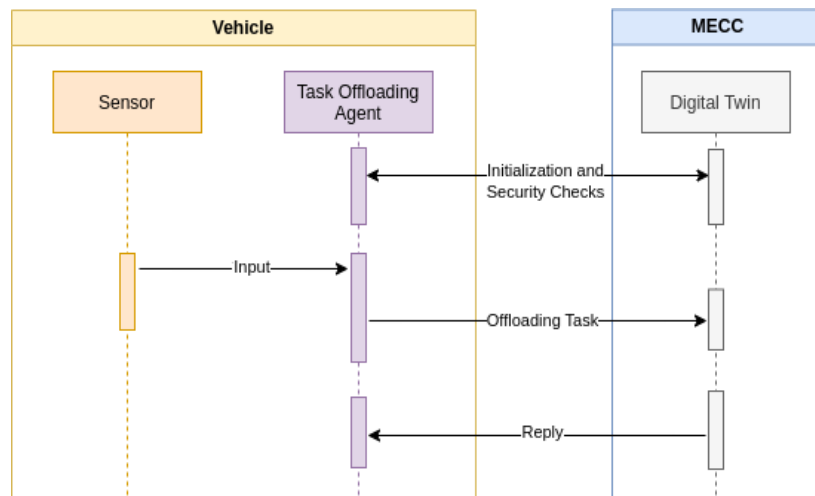 Vehicle
MECC
Sensor
Task Offloading
Agent
Digital Twin
Initialization and
Security Checks
Input
Offloading Task
Reply